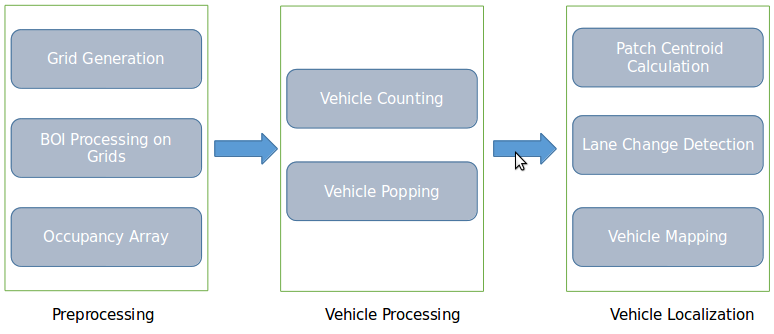 Grid Generation
BOI Processing on
Grids
Occupancy Array
Preprocessing
Vehicle Counting
Vehicle Popping
Vehicle Processing
Patch Centroid
Calculation
Lane Change Detection
Vehicle Mapping
Vehicle Localization